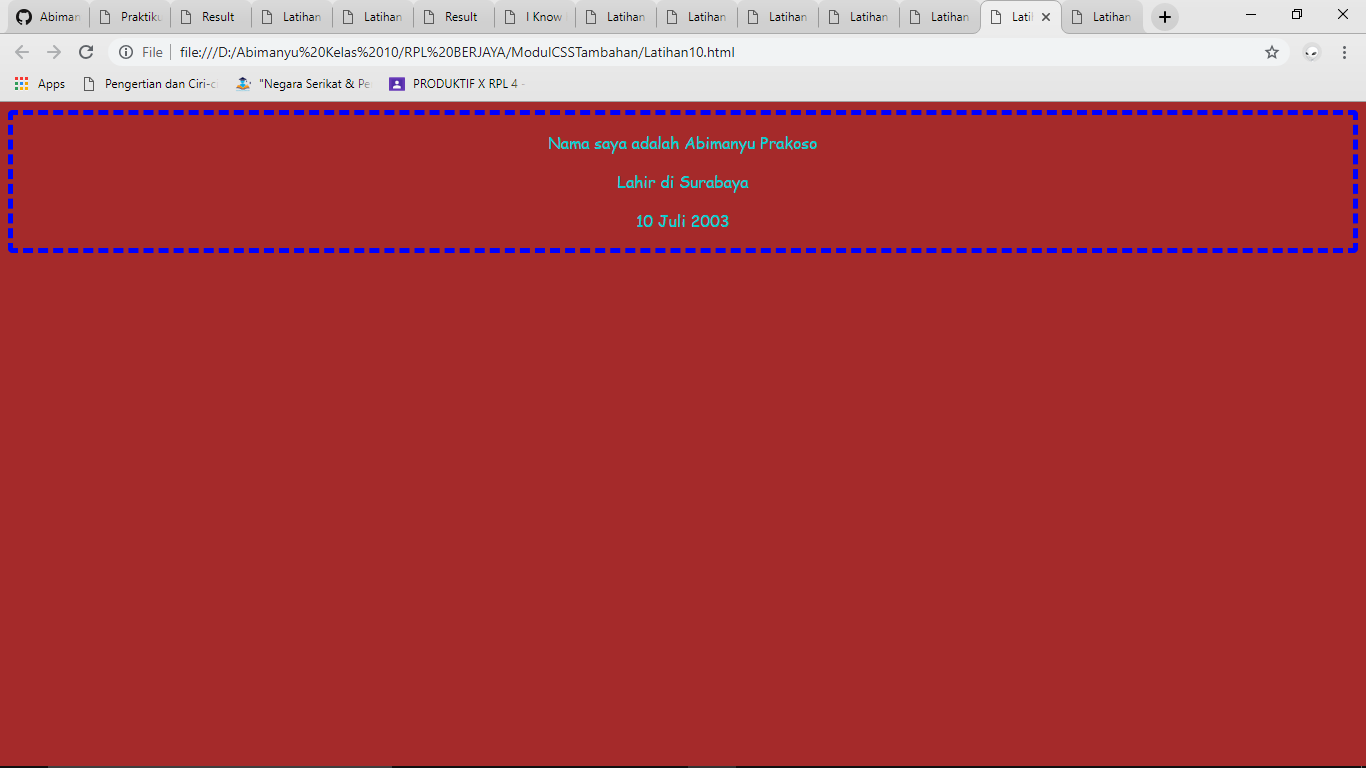 Abiman
Praktiku
Result
Latihan
Latihan
Result
I Know
Latihan
Latihan
Latihan
Latihan
Latihan
Lati
Latihan
File
file:///D:/Abimanyu%20Kelas%2010/RPL%20BERJAYA/ModulCSSTambahan/Latihan10.html
Apps
Pengertian dan Ciri-c
"Negara Serikat & Pe
PRODUKTIF X RPL 4 -
Nama saya adalah Abimanyu Prakoso
Lahir di Surabaya
10 Juli 2003